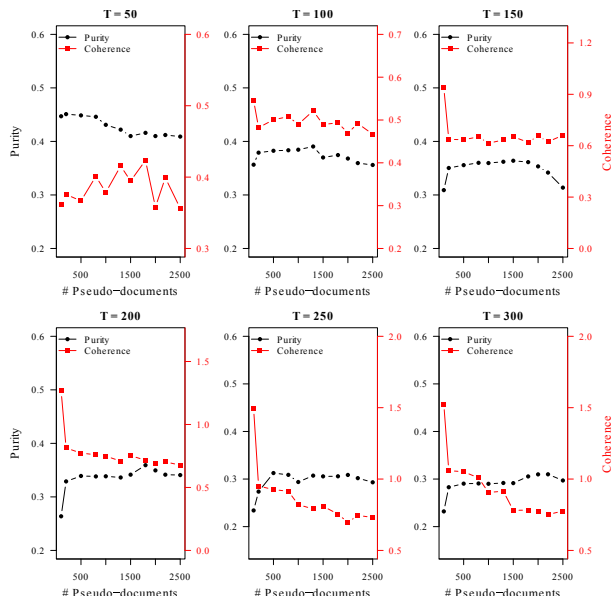 T = 50
Purity
Coherence
0.6
0.5
0.4
0.3
0.2
Purity
0.6
0.5
0.4
0.3
500
1500
2500
# Pseudo−documents
T = 100
Purity
Coherence
0.6
0.5
0.4
0.3
0.2
0.7
0.6
0.5
0.4
0.3
0.2
500
1500
2500
# Pseudo−documents
T = 150
Purity
Coherence
0.6
0.5
0.4
0.3
0.2
1.2
0.9
0.6
0.3
0.0
Coherence
500
1500
2500
# Pseudo−documents
T = 200
Purity
Coherence
0.6
0.5
0.4
0.3
0.2
Purity
1.5
1.0
0.5
0.0
500
1500
2500
# Pseudo−documents
T = 250
Purity
Coherence
0.6
0.5
0.4
0.3
0.2
2.0
1.5
1.0
0.5
500
1500
2500
# Pseudo−documents
T = 300
Purity
Coherence
0.6
0.5
0.4
0.3
0.2
2.0
1.5
1.0
0.5
Coherence
500
1500
2500
# Pseudo−documents